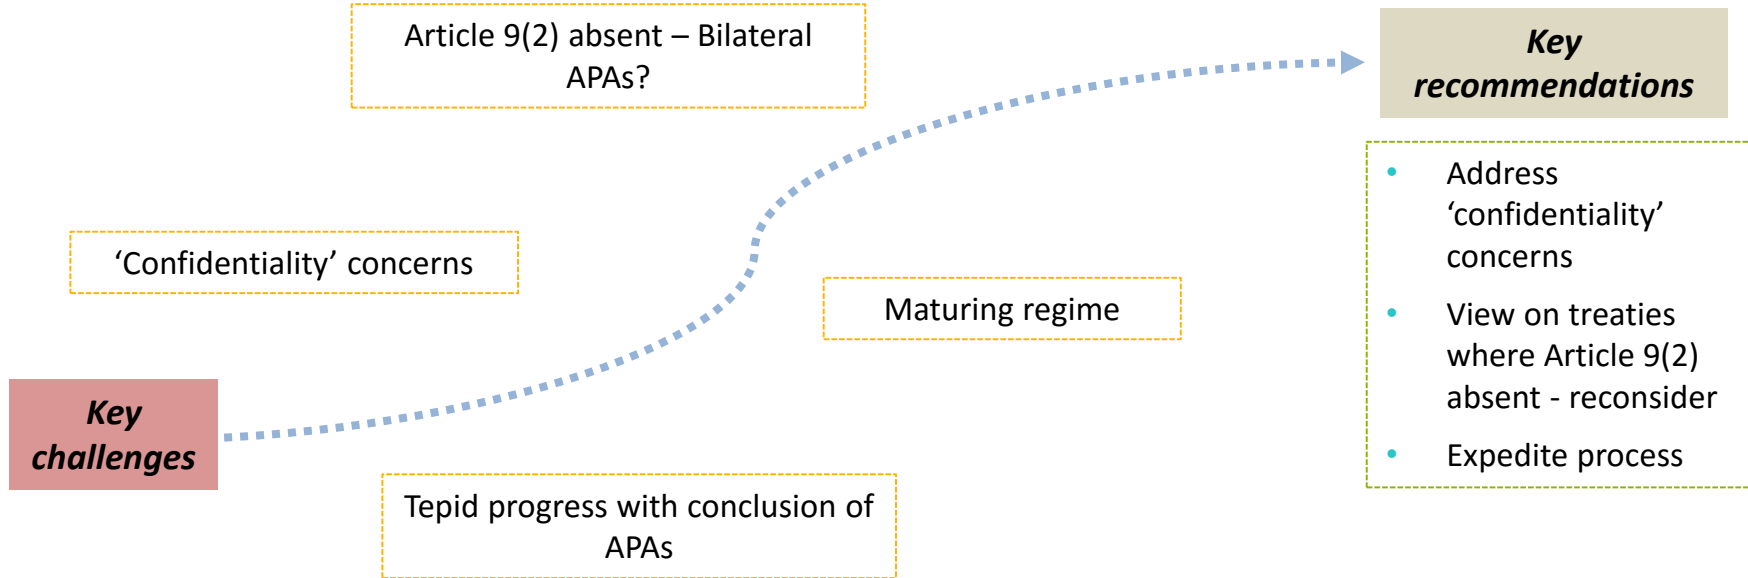 Article 9(2) absent – Bilateral
APAs?
Key
recommendations
• Address
‘confidentiality’
concerns
• View on treaties
where Article 9(2)
absent - reconsider
• Expedite process
‘Confidentiality’ concerns
Maturing regime
Key
challenges
Tepid progress with conclusion of
APAs